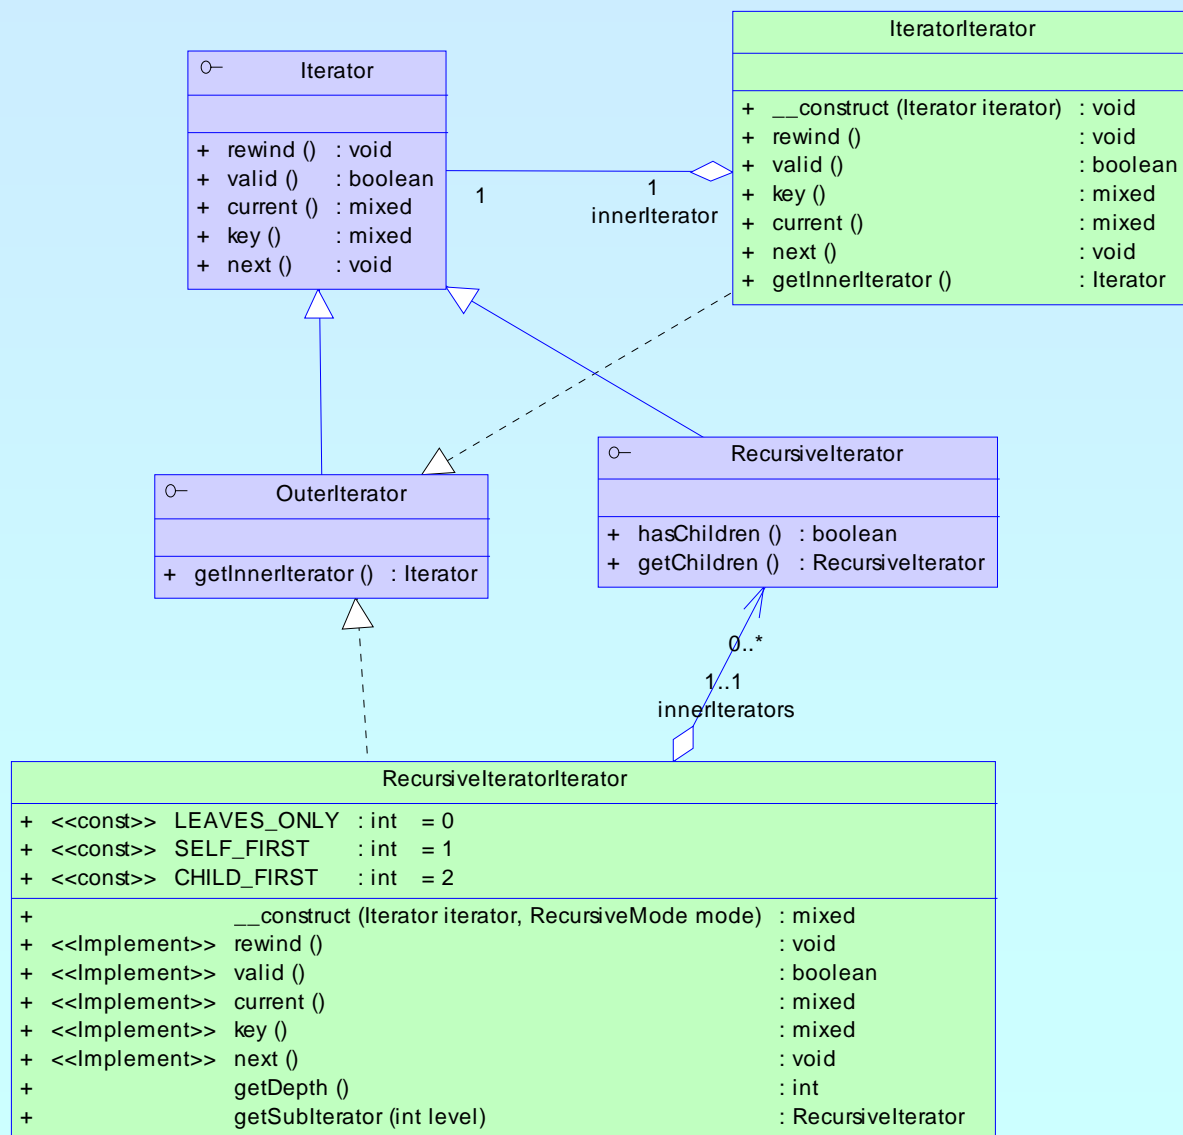 Iterator
+ rewind () : void
+ valid () : boolean
+ current () : mixed
+ key () : mixed
+ next () : void
IteratorIterator
+ __construct (Iterator iterator) : void
+ rewind () : void
+ valid () : boolean
+ key () : mixed
+ current () : mixed
+ next () : void
+ getInnerIterator () : Iterator
1
1
innerIterator
OuterIterator
+ getInnerIterator () : Iterator
RecursiveIterator
+ hasChildren () : boolean
+ getChildren () : RecursiveIterator
0..*
1..1
innerIterators
RecursiveIteratorIterator
+ <<const>> LEAVES_ONLY : int = 0
+ <<const>> SELF_FIRST : int = 1
+ <<const>> CHILD_FIRST : int = 2
+ __construct (Iterator iterator, RecursiveMode mode) : mixed
+ <<Implement>> rewind () : void
+ <<Implement>> valid () : boolean
+ <<Implement>> current () : mixed
+ <<Implement>> key () : mixed
+ <<Implement>> next () : void
+ getDepth () : int
+ getSubIterator (int level) : RecursiveIterator